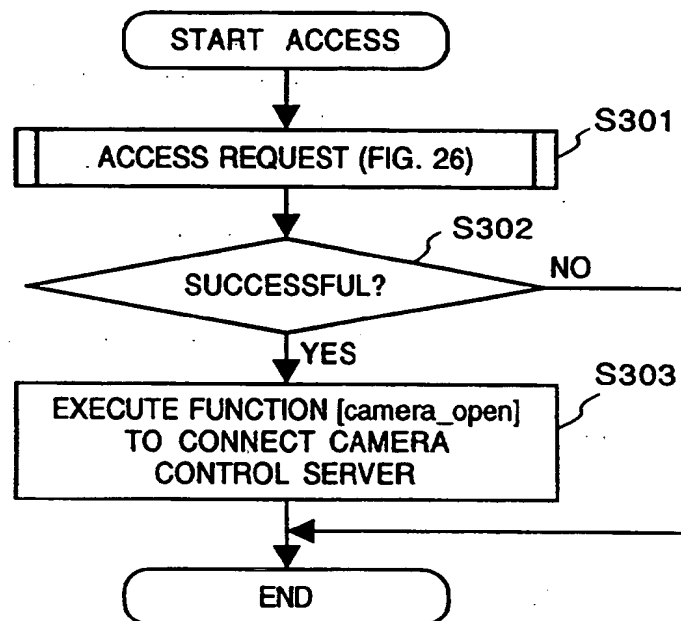 START ACCESS
S301
ACCESS REQUEST (FIG. 26)
S302
SUCCESSFUL?
NO
YES
S303
EXECUTE FUNCTION [camera_open]
TO CONNECT CAMERA
CONTROL SERVER
END